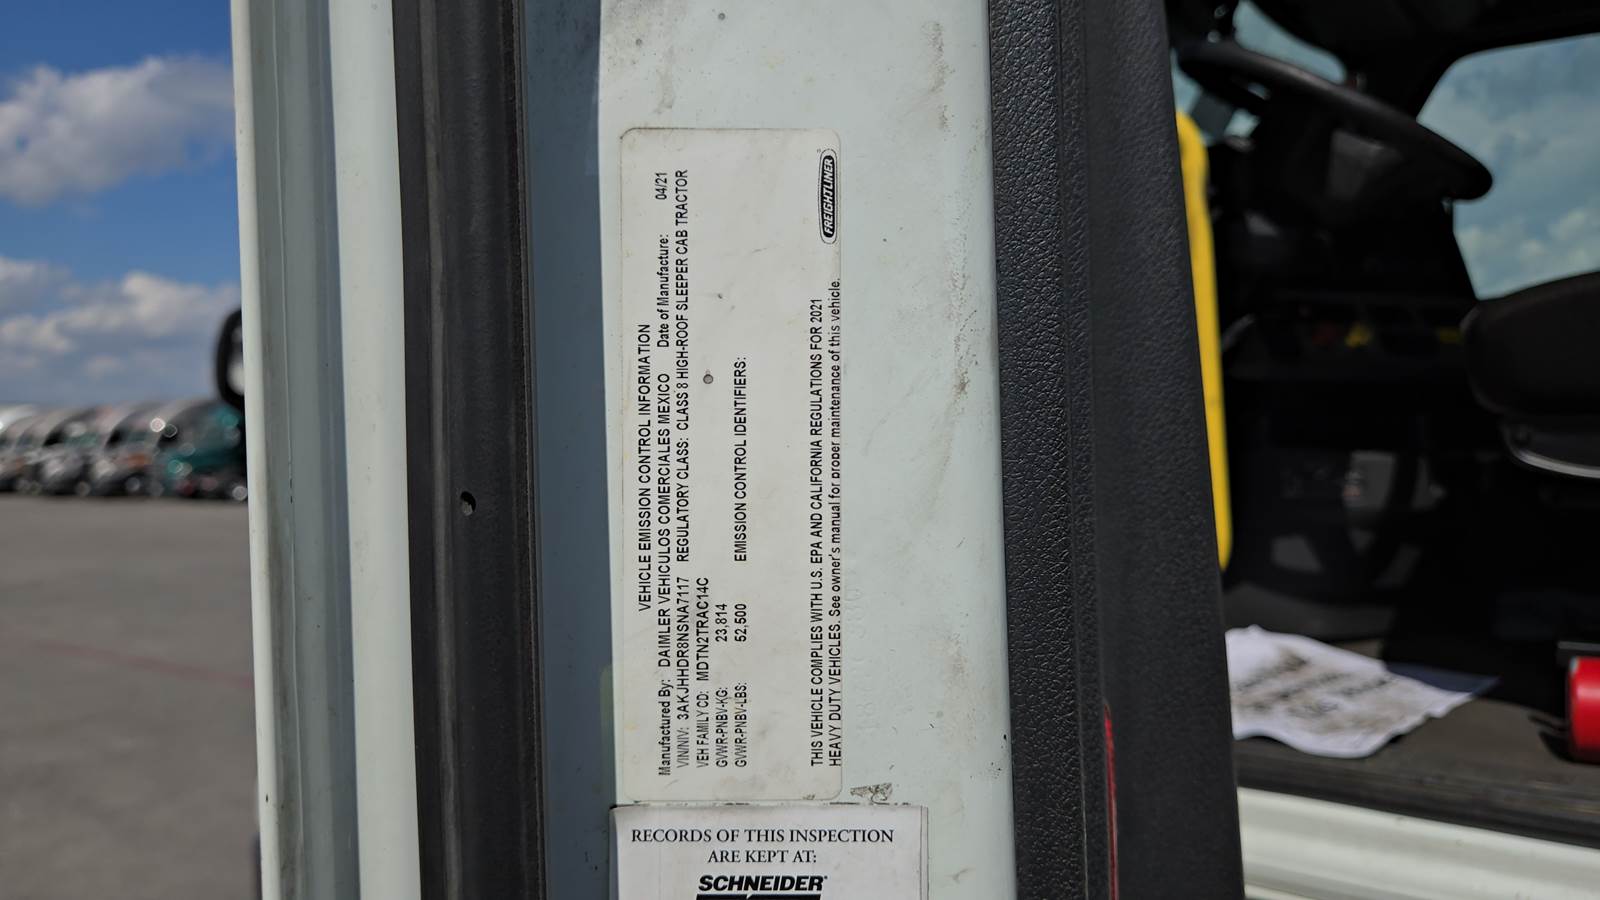 VEHICLE EMISSION CONTROL INFORMATION
Manufactured By: DAIMLER VEHICULOS COMERCIALES MEXICO Date of Manufacture: 04/21
VIN/NIV: 3AKJHHDR8NSNA7117 REGULATORY CLASS: CLASS 8 HIGH-ROOF SLEEPER CAB TRACTOR
VEH FAMILY CD: MDTN2TRAC14C
GVWR-PNBV-KG: 23,814
GVWR-PNBV-LBS: 52,500 EMISSION CONTROL IDENTIFIERS:
THIS VEHICLE COMPLIES WITH U.S. EPA AND CALIFORNIA REGULATIONS FOR 2021
HEAVY DUTY VEHICLES. See owner's manual for proper maintenance of this vehicle.
FREIGHTLINER
RECORDS OF THIS INSPECTION
ARE KEPT AT:
SCHNEIDER